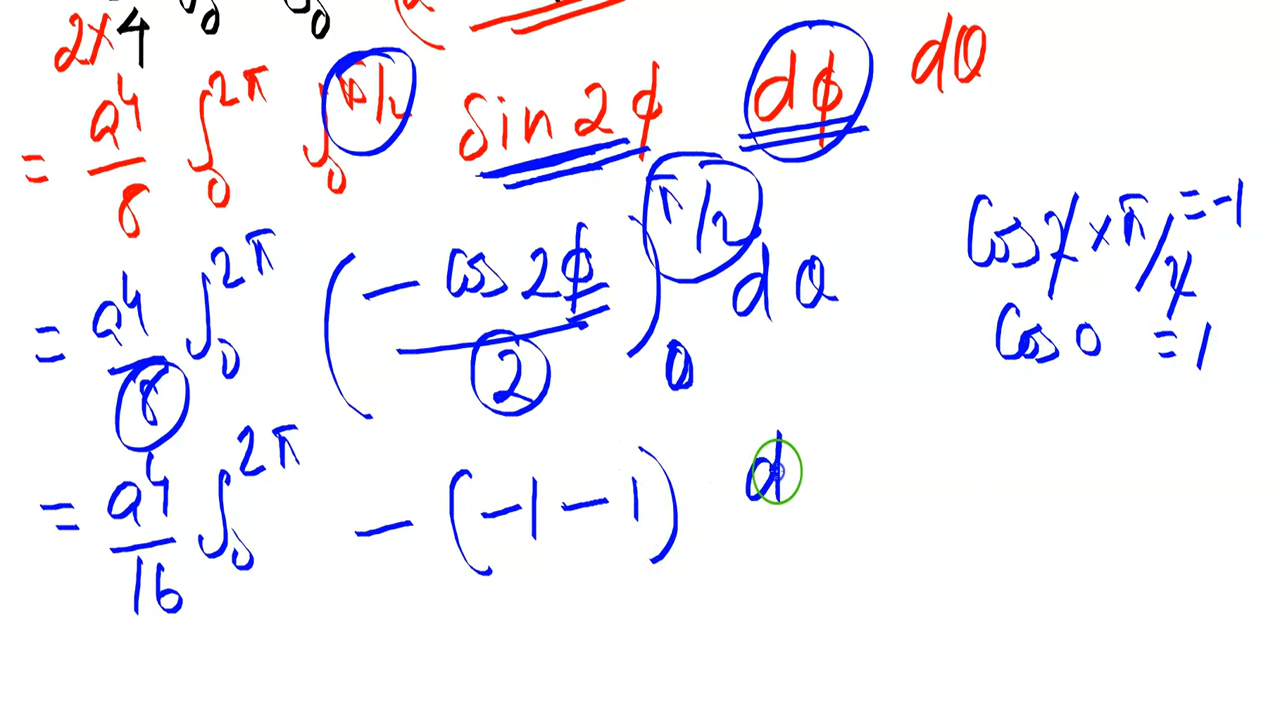 2× 4
= a⁴/8 ∫₀^2π ∫₀^π/2 sin 2ϕ dϕ dθ
= a⁴/8 ∫₀^2π ( − cos 2ϕ / 2 )₀^π/2 dθ
cos 2 × π/2 = -1
cos 0 = 1
= a⁴/16 ∫₀^2π − (−1 − 1) d